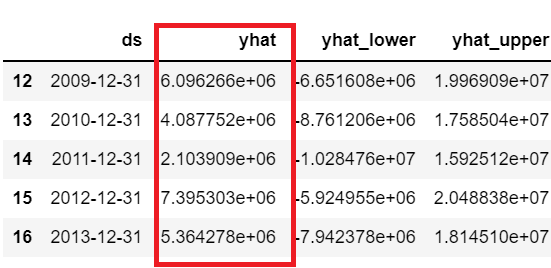 ds yhat yhat_lower yhat_upper
12 2009-12-31 6.096266e+06 -6.651608e+06 1.996909e+07
13 2010-12-31 4.087752e+06 -8.761206e+06 1.758504e+07
14 2011-12-31 2.103909e+06 -1.028476e+07 1.592512e+07
15 2012-12-31 7.395303e+06 -5.924955e+06 2.048838e+07
16 2013-12-31 5.364278e+06 -7.942378e+06 1.814510e+07